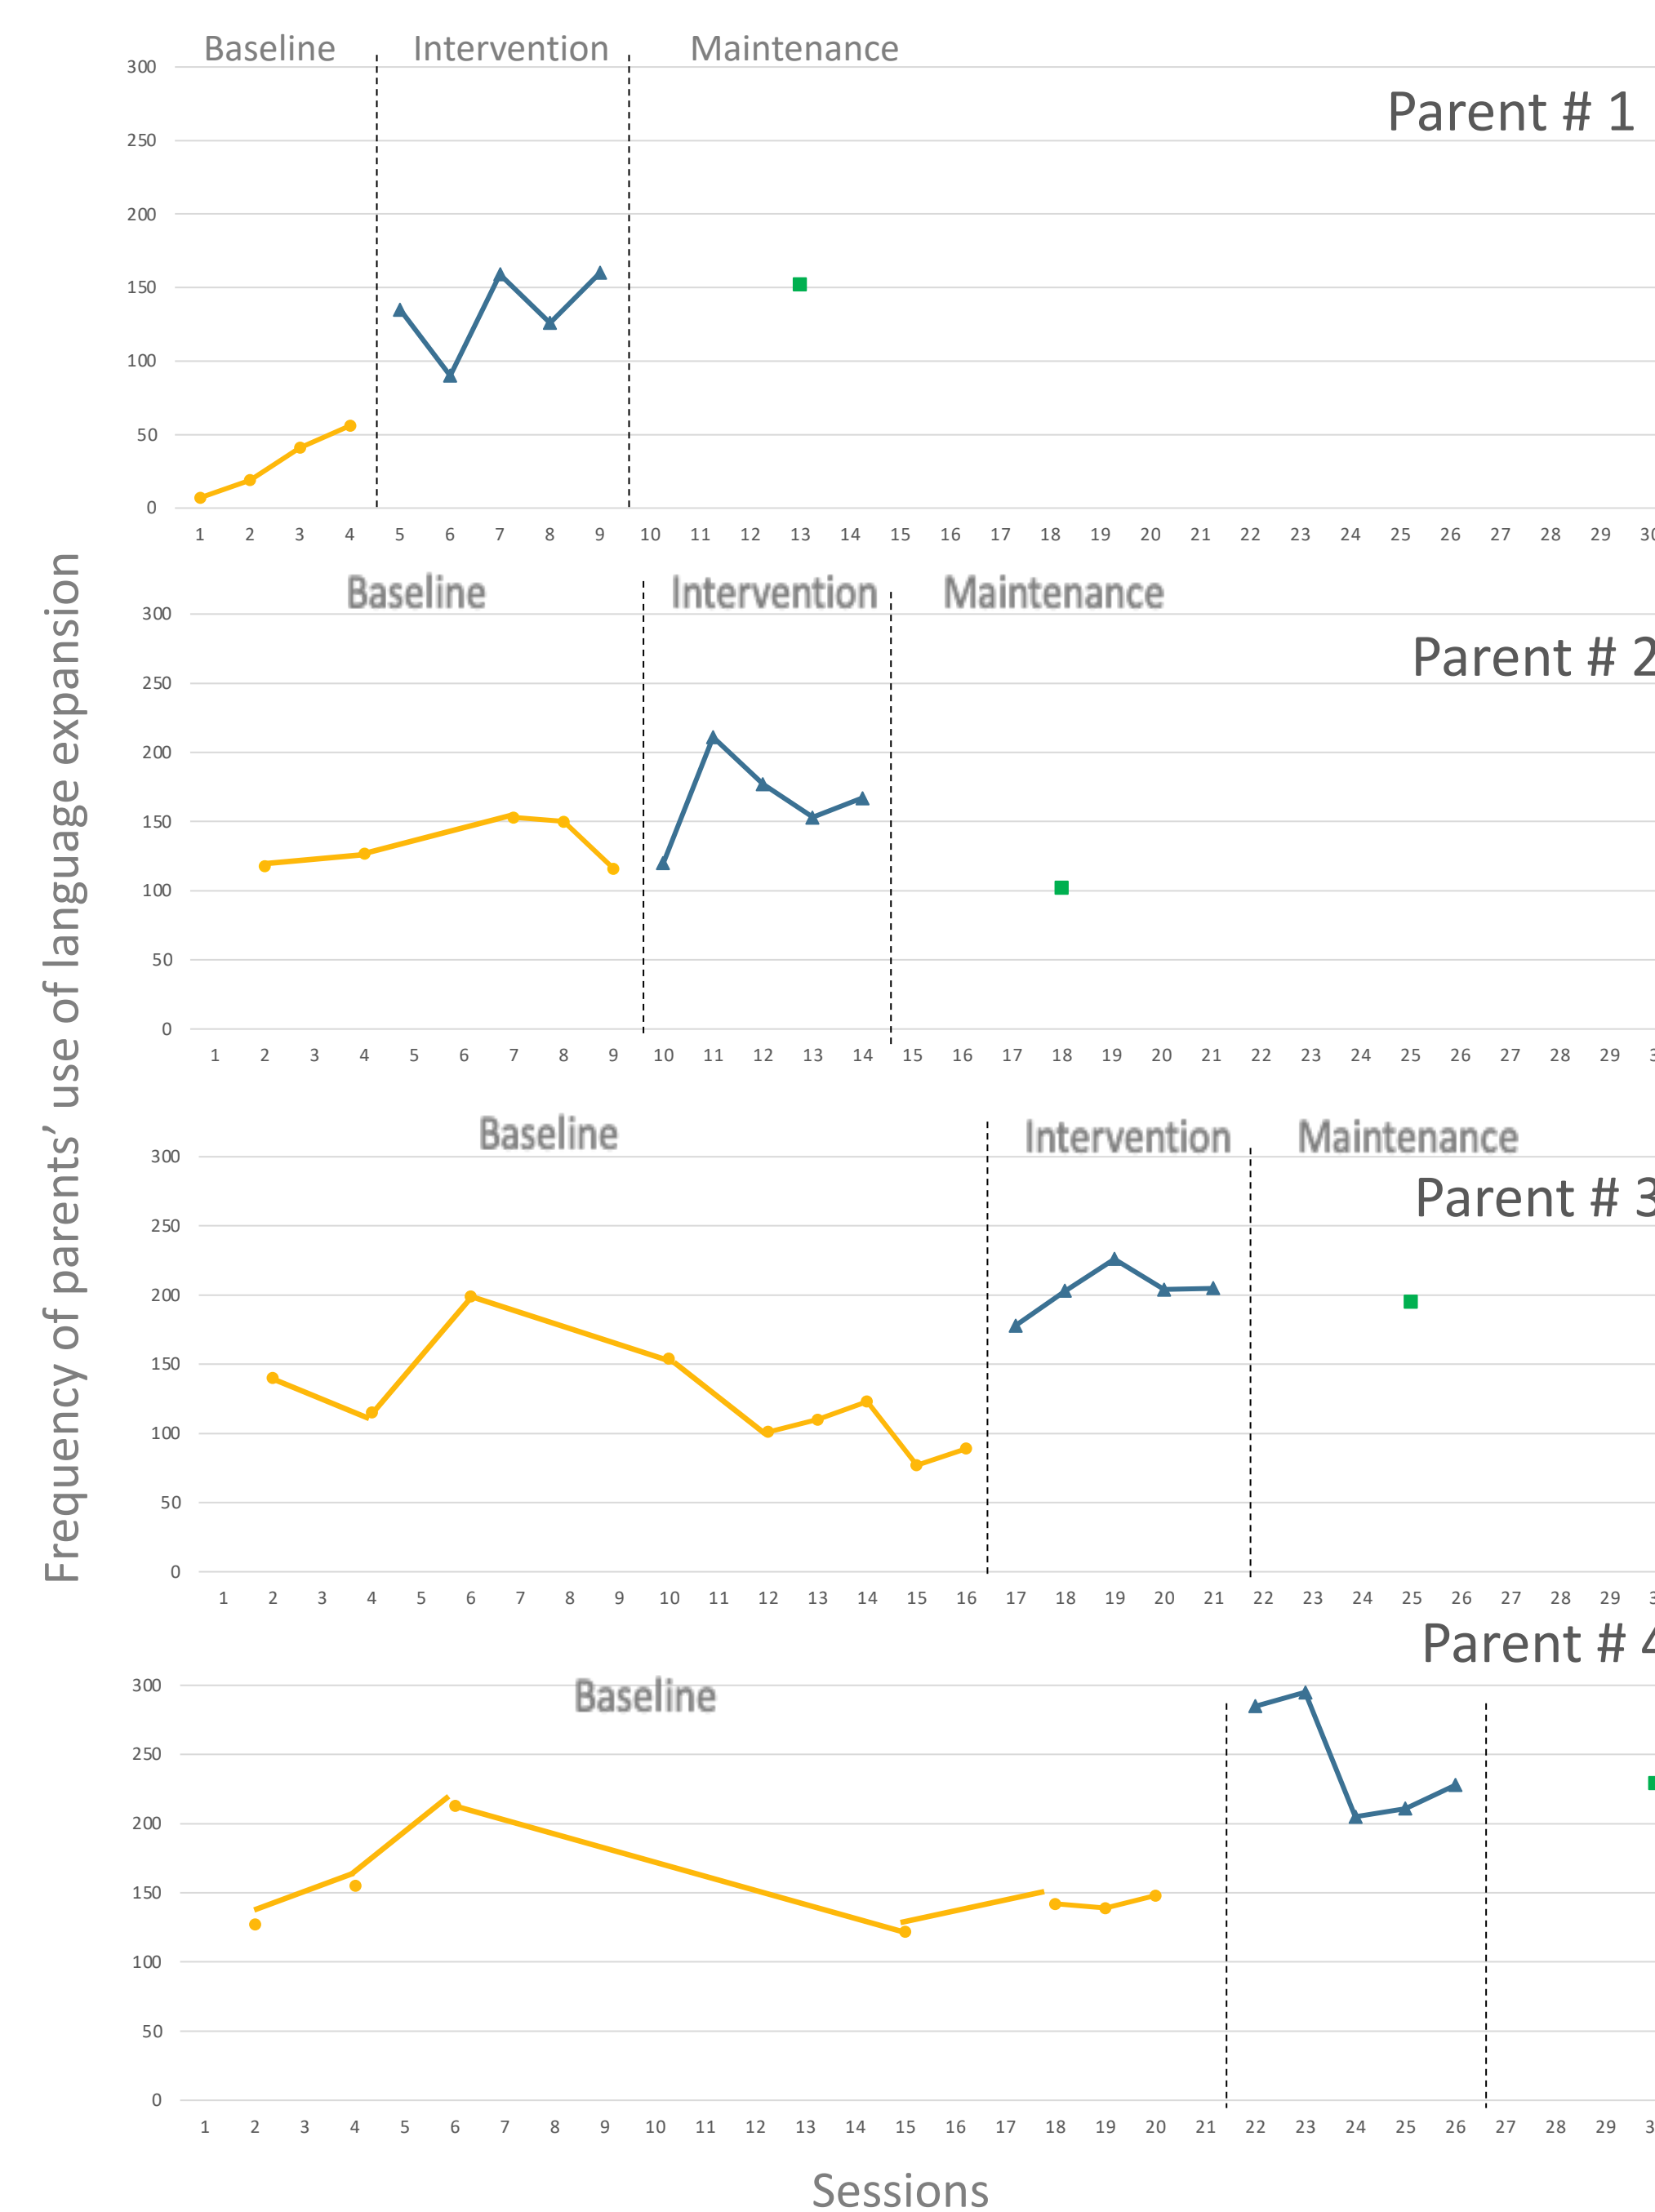 Baseline Intervention Maintenance
300
Parent # 1
250
200
150
100
50
0
1 2 3 4 5 6 7 8 9 10 11 12 13 14 15 16 17 18 19 20 21 22 23 24 25 26 27 28 29 30
Frequency of parents' use of language expansion
Baseline Intervention Maintenance
300
Parent # 2
250
200
150
100
50
0
1 2 3 4 5 6 7 8 9 10 11 12 13 14 15 16 17 18 19 20 21 22 23 24 25 26 27 28 29 3
Baseline Intervention Maintenance
300
Parent # 3
250
200
150
100
50
0
1 2 3 4 5 6 7 8 9 10 11 12 13 14 15 16 17 18 19 20 21 22 23 24 25 26 27 28 29 3
Parent # 4
300
Baseline
250
200
150
100
50
0
1 2 3 4 5 6 7 8 9 10 11 12 13 14 15 16 17 18 19 20 21 22 23 24 25 26 27 28 29 3
Sessions